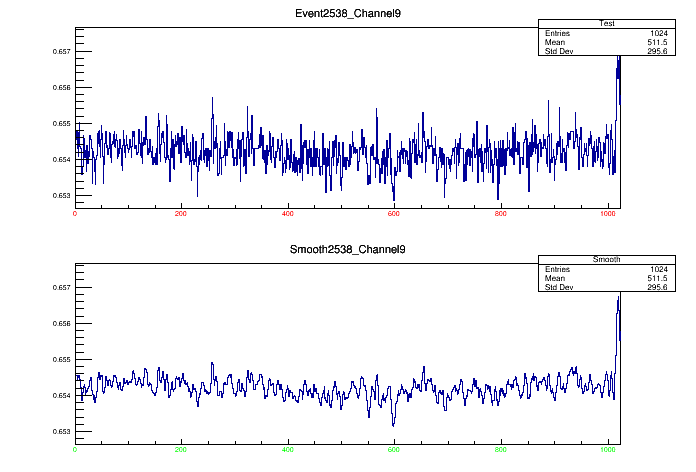 Event2538_Channel9
Test
Entries 1024
Mean 511.5
Std Dev 295.6
0.657
0.656
0.655
0.654
0.653
0 200 400 600 800 1000
Smooth2538_Channel9
Smooth
Entries 1024
Mean 511.5
Std Dev 295.6
0.657
0.656
0.655
0.654
0.653
0 200 400 600 800 1000